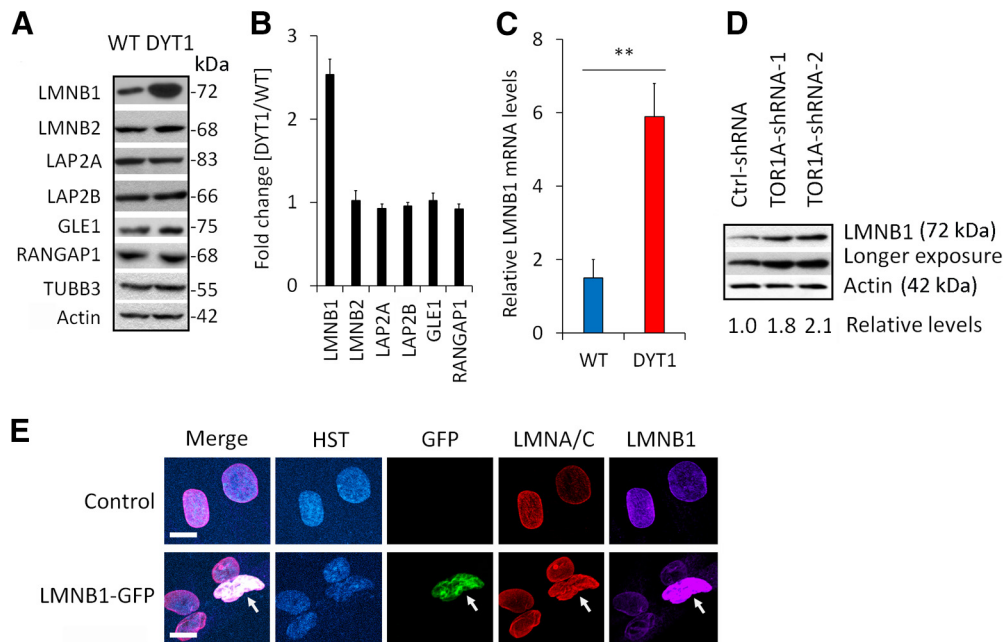 A
WT DYT1
kDa
LMNB1 -72
LMNB2 -68
LAP2A -83
LAP2B -66
GLE1 -75
RANGAP1 -68
TUBB3 -55
Actin -42
B
Fold change [DYT1/WT]
3
2
1
0
LMNB1
LMNB2
LAP2A
LAP2B
GLE1
RANGAP1
C
Relative LMNB1 mRNA levels
8
6
4
2
0
**
WT DYT1
D
Ctrl-shRNA
TOR1A-shRNA-1
TOR1A-shRNA-2
LMNB1 (72 kDa)
Longer exposure
Actin (42 kDa)
1.0 1.8 2.1 Relative levels
E
Merge HST GFP LMNA/C LMNB1
Control
LMNB1-GFP